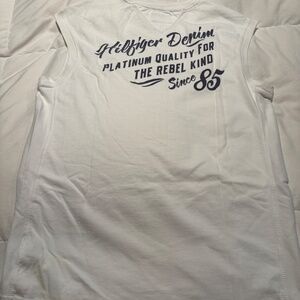 Hilfiger Denim
PLATINUM QUALITY FOR
THE REBEL KIND
Since 85